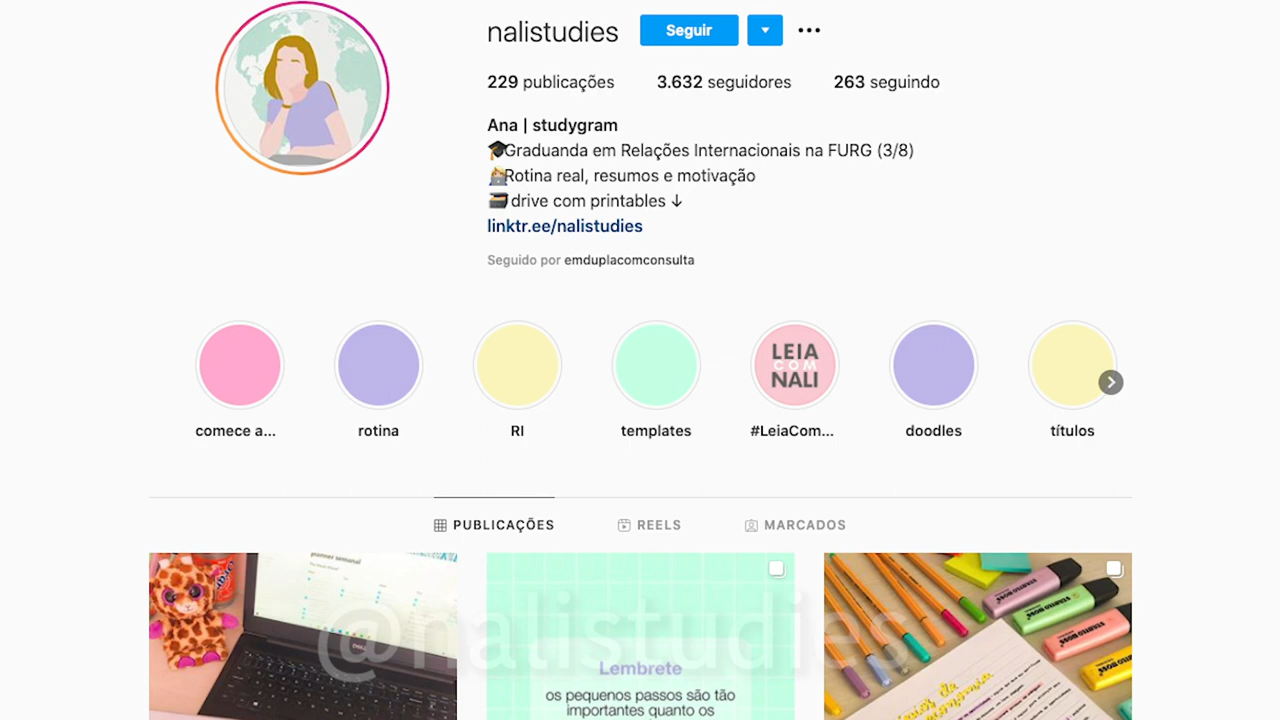 nalistudies
Seguir
229 publicações 3.632 seguidores 263 seguindo
Ana | studygram
🎓Graduanda em Relações Internacionais na FURG (3/8)
Rotina real, resumos e motivação
drive com printables ↓
linktr.ee/nalistudies
Seguido por emduplacomconsulta
LEIA
COM
NALI
comece a... rotina RI templates #LeiaCom... doodles títulos
PUBLICAÇÕES REELS MARCADOS
planner semanal
@nalistudies
DELL
STABILO BOSS
STABILO BOSS
STABILO BOSS
Lembrete
os pequenos passos são tão
importantes quanto os